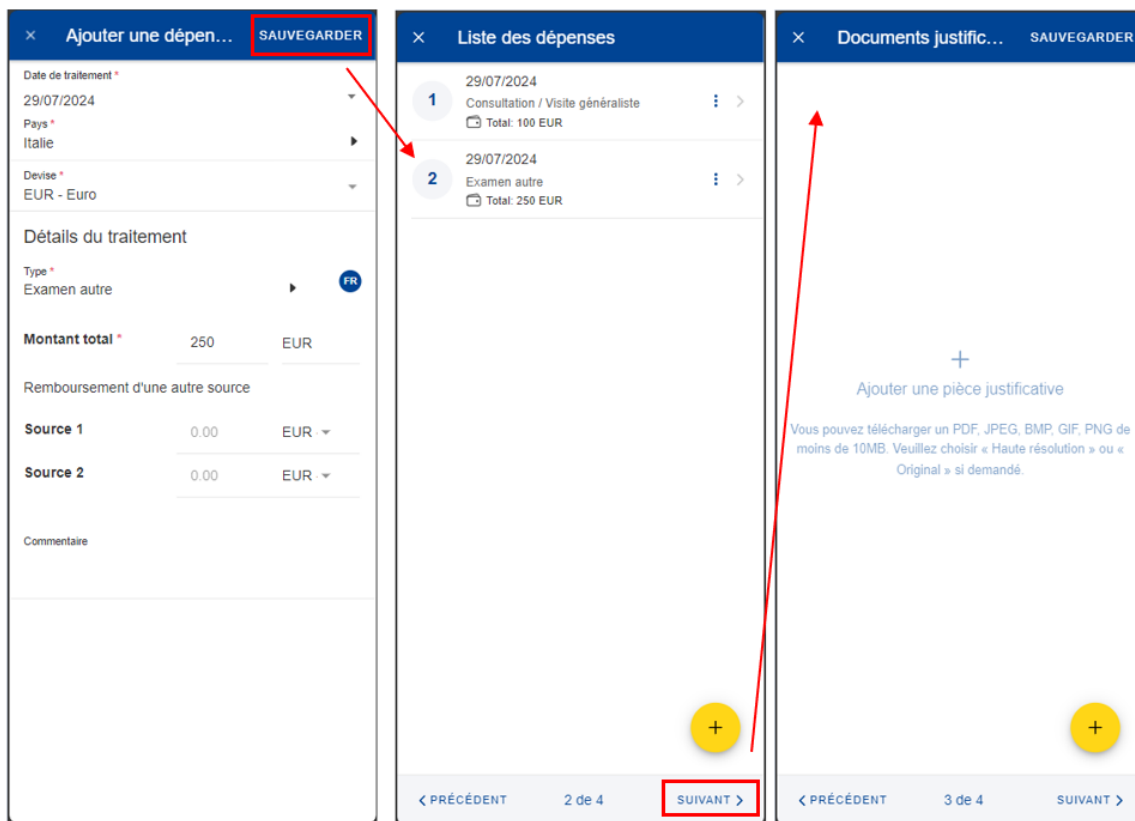 × Ajouter une dépen... SAUVEGARDER
Date de traitement *
29/07/2024
Pays *
Italie
Devise *
EUR - Euro
Détails du traitement
Type *
Examen autre
FR
Montant total * 250 EUR
Remboursement d'une autre source
Source 1 0.00 EUR
Source 2 0.00 EUR
Commentaire
× Liste des dépenses
1
29/07/2024
Consultation / Visite généraliste
Total: 100 EUR
2
29/07/2024
Examen autre
Total: 250 EUR
+
< PRÉCÉDENT 2 de 4 SUIVANT >
× Documents justific... SAUVEGARDER
+
Ajouter une pièce justificative
Vous pouvez télécharger un PDF, JPEG, BMP, GIF, PNG de
moins de 10MB. Veuillez choisir « Haute résolution » ou «
Original » si demandé.
+
< PRÉCÉDENT 3 de 4 SUIVANT >